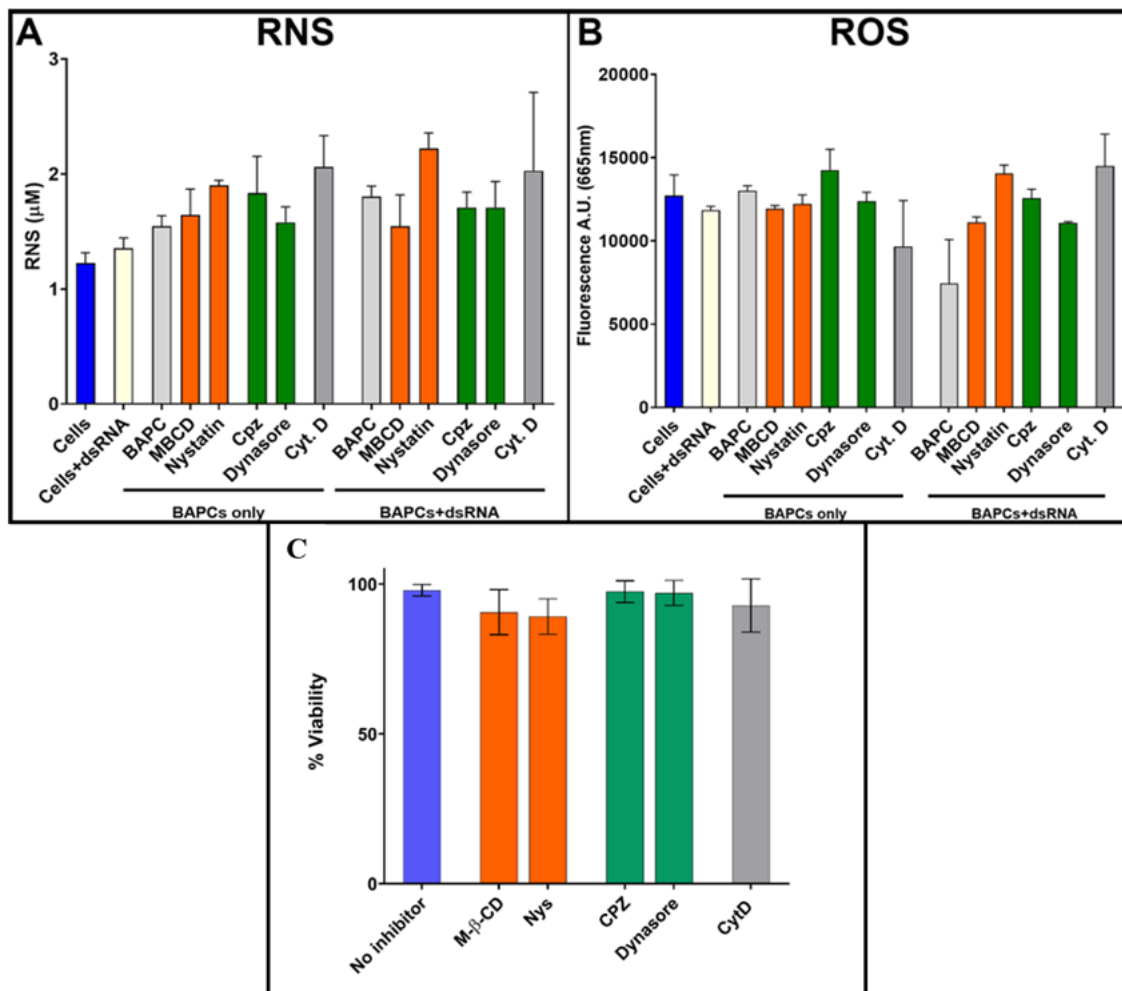 A
RNS
3
2
1
0
RNS (μM)
Cells
Cells+dsRNA
BAPC
MBCD
Nystatin
Cpz
Dynasore
Cyt. D
BAPC
MBCD
Nystatin
Cpz
Dynasore
Cyt. D
BAPCs only
BAPCs+dsRNA
B
ROS
20000
15000
10000
5000
0
Fluorescence A.U. (665nm)
Cells
Cells+dsRNA
BAPC
MBCD
Nystatin
Cpz
Dynasore
Cyt. D
BAPC
MBCD
Nystatin
Cpz
Dynasore
Cyt. D
BAPCs only
BAPCs+dsRNA
C
100
50
0
% Viability
No inhibitor
M-β-CD
Nys
CPZ
Dynasore
CytD